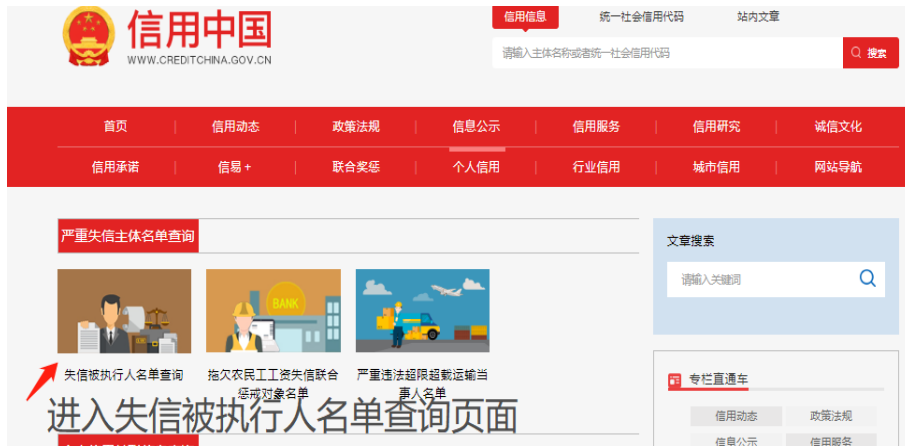 信用中国
WWW.CREDITCHINA.GOV.CN
信用信息 统一社会信用代码 站内文章
请输入主体名称或者统一社会信用代码 搜索
首页 信用动态 政策法规 信息公示 信用服务 信用研究 诚信文化
信用承诺 信易+ 联合奖惩 个人信用 行业信用 城市信用 网站导航
严重失信主体名单查询
文章搜索
请输入关键词
BANK
失信被执行人名单查询
拖欠农民工工资失信联合
惩戒对象名单
严重违法超限超载运输当
事人名单
进入失信被执行人名单查询页面
专栏直通车
信用动态 政策法规
信息公示 信用服务